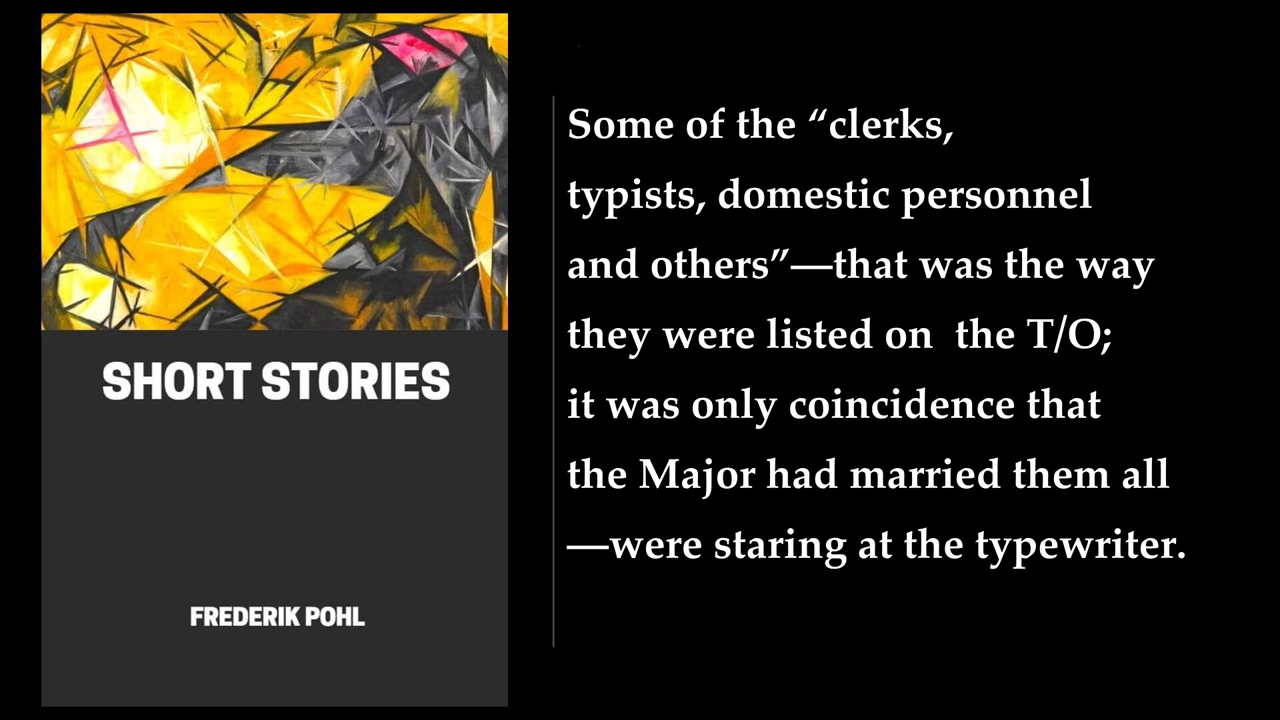 SHORT STORIES
FREDERIK POHL
Some of the “clerks,
typists, domestic personnel
and others”—that was the way
they were listed on  the T/O;
it was only coincidence that
the Major had married them all
—were staring at the typewriter.